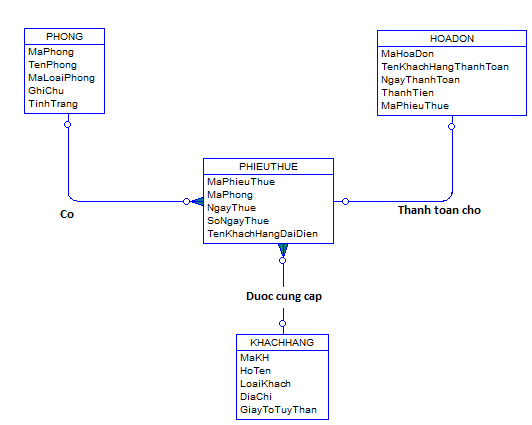 PHONG
MaPhong
TenPhong
MaLoaiPhong
GhiChu
TinhTrang
HOADON
MaHoaDon
TenKhachHangThanhToan
NgayThanhToan
ThanhTien
MaPhieuThue
PHIEUTHUE
MaPhieuThue
MaPhong
NgayThue
SoNgayThue
TenKhachHangDaiDien
Co
Thanh toan cho
Duoc cung cap
KHACHHANG
MaKH
HoTen
LoaiKhach
DiaChi
GiayToTuyThan